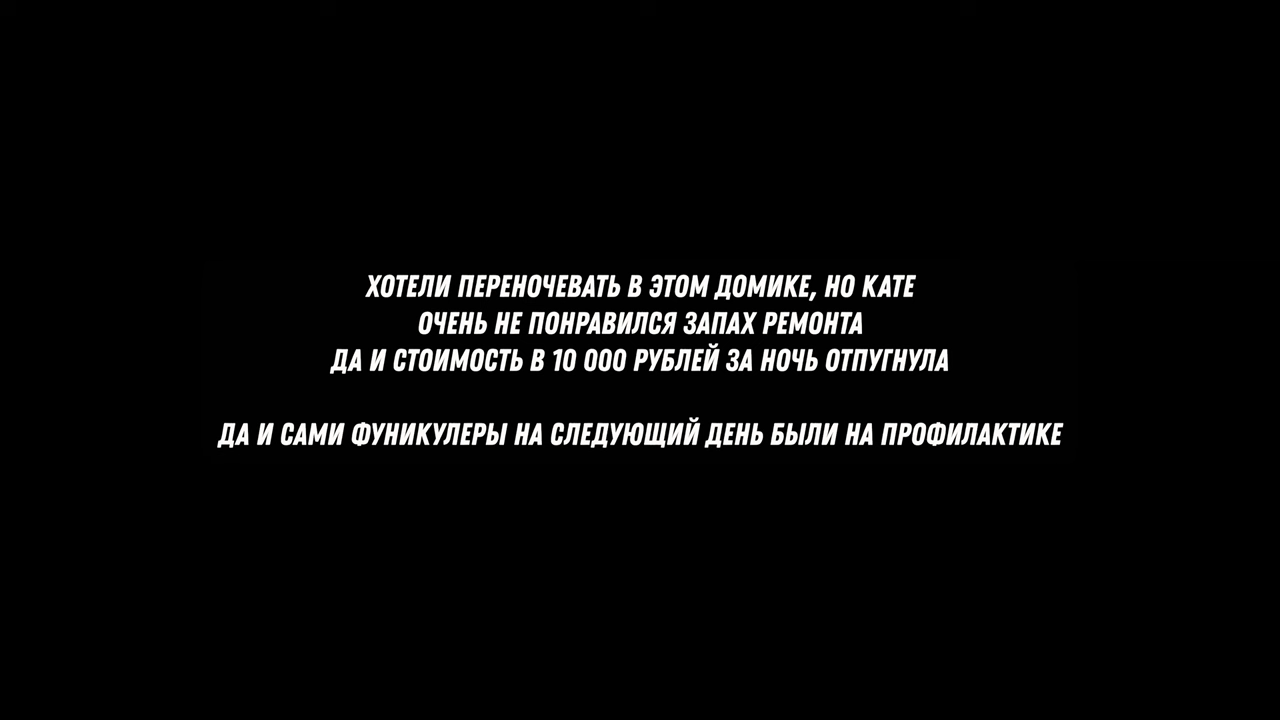 ХОТЕЛИ ПЕРЕНОЧЕВАТЬ В ЭТОМ ДОМИКЕ, НО КАТЕ
ОЧЕНЬ НЕ ПОНРАВИЛСЯ ЗАПАХ РЕМОНТА
ДА И СТОИМОСТЬ В 10 000 РУБЛЕЙ ЗА НОЧЬ ОТПУГНУЛА
ДА И САМИ ФУНИКУЛЕРЫ НА СЛЕДУЮЩИЙ ДЕНЬ БЫЛИ НА ПРОФИЛАКТИКЕ